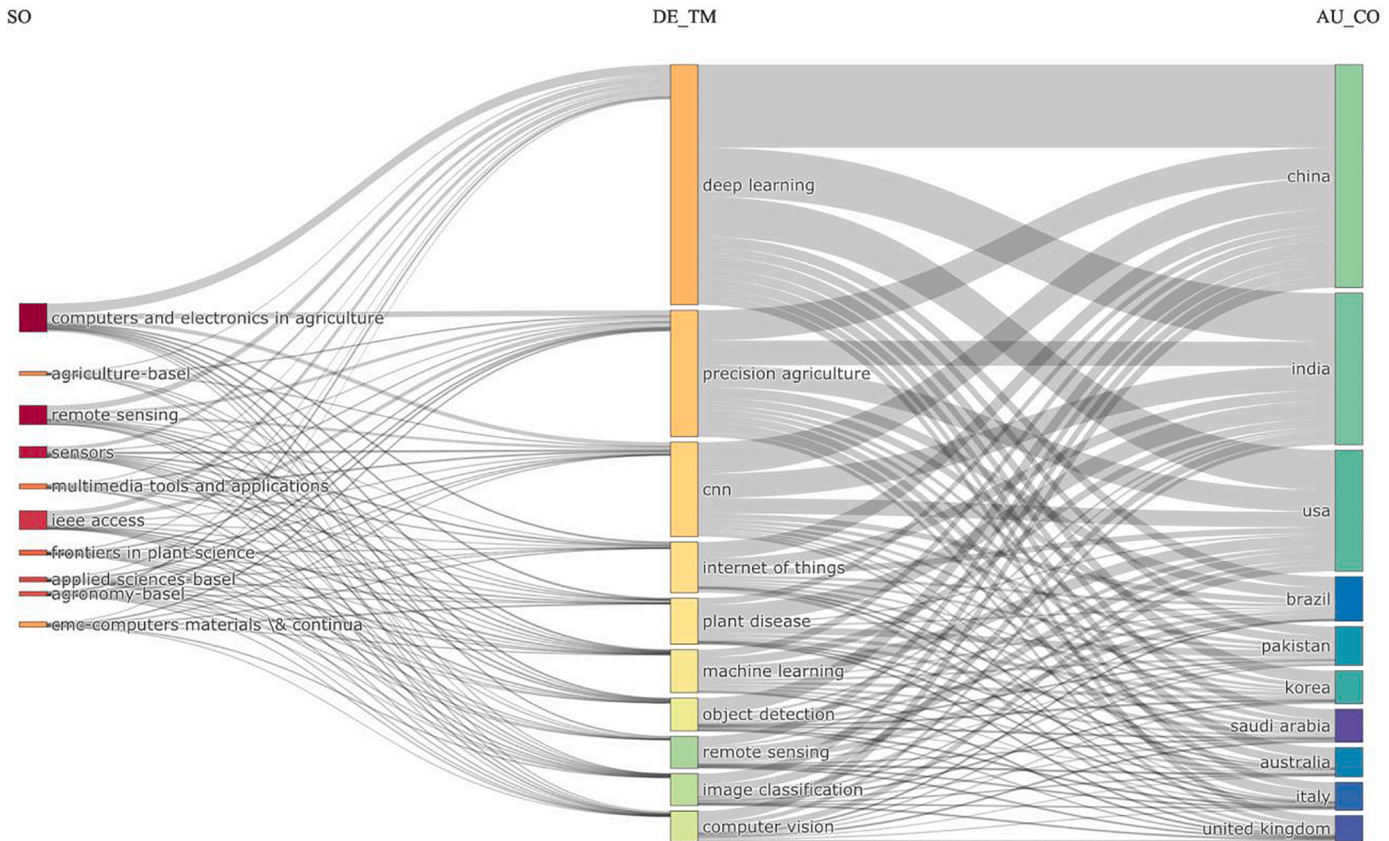 SO
DE_TM
AU_CO
computers and electronics in agriculture
agriculture-basel
remote sensing
sensors
multimedia tools and applications
ieee access
frontiers in plant science
applied sciences-basel
agronomy-basel
cmc-computers materials \& continua
deep learning
precision agriculture
cnn
internet of things
plant disease
machine learning
object detection
remote sensing
image classification
computer vision
china
india
usa
brazil
pakistan
korea
saudi arabia
australia
italy
united kingdom